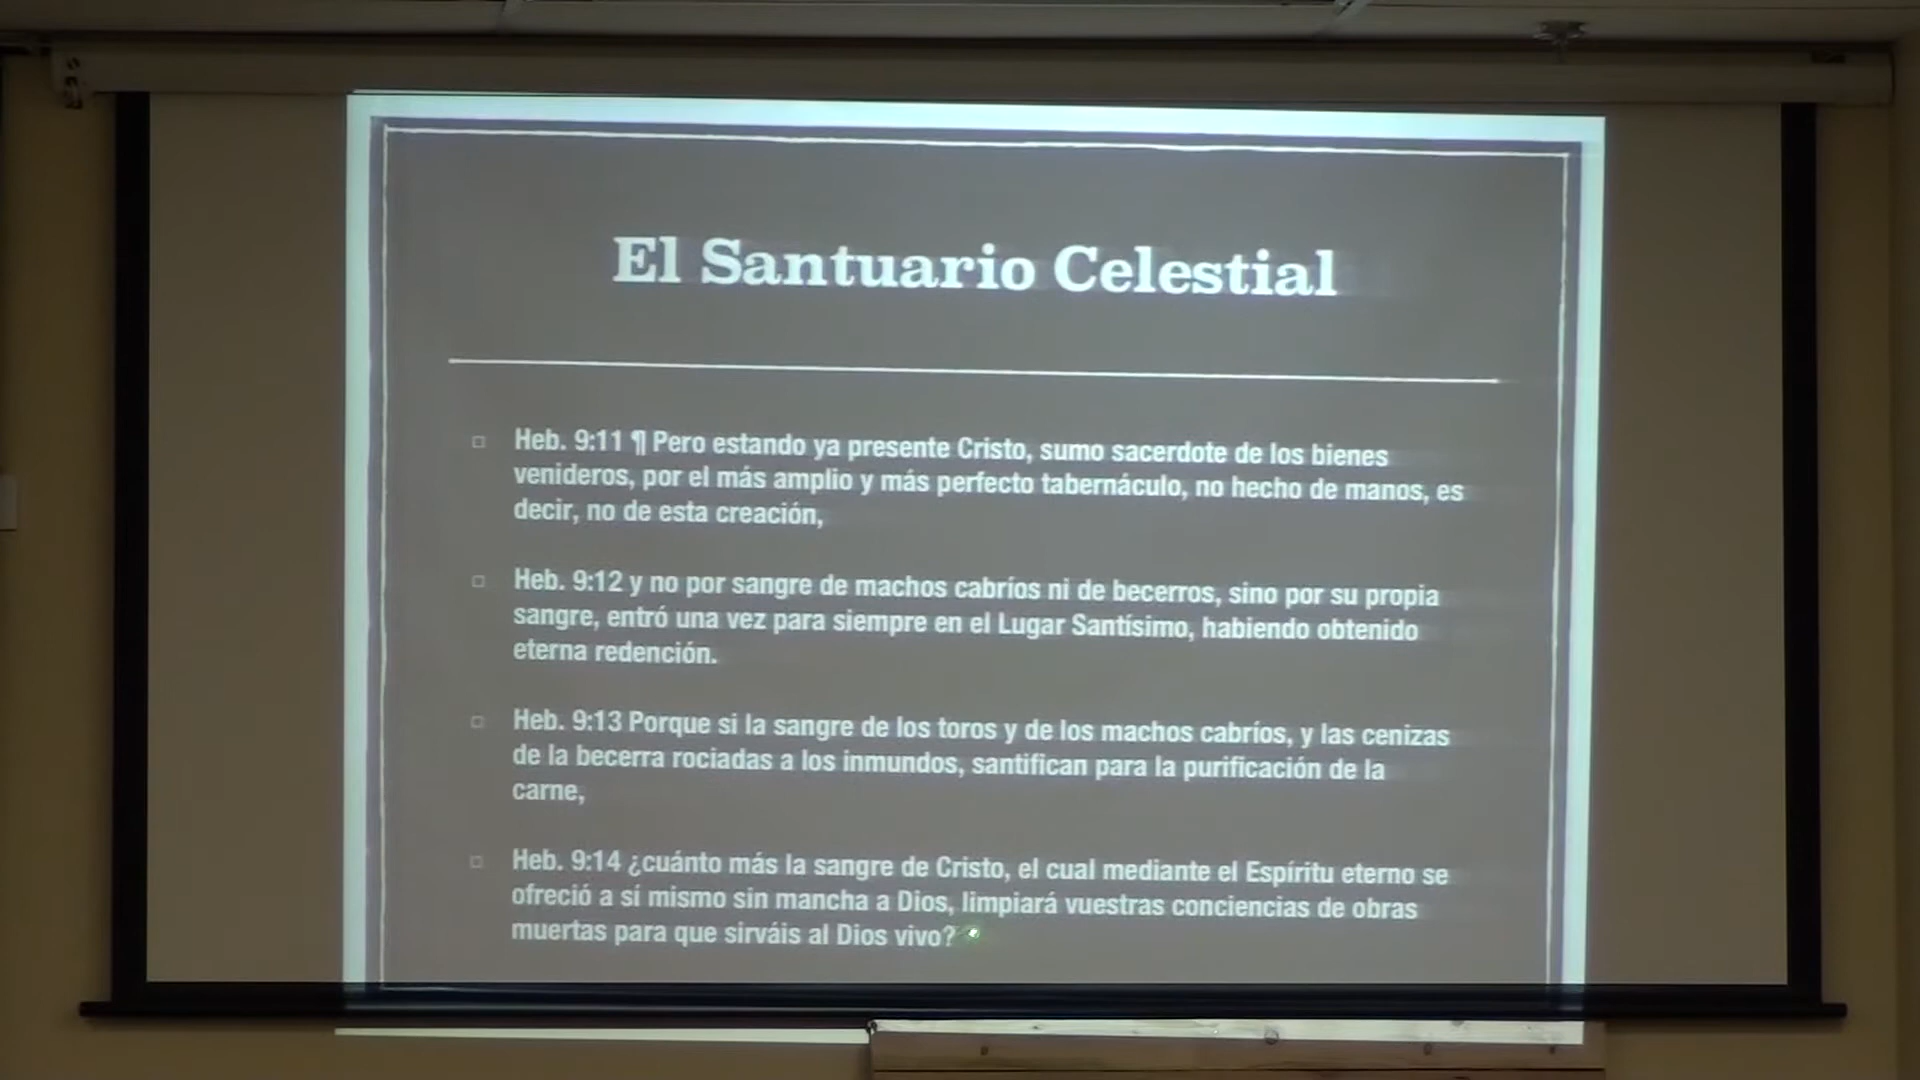 El Santuario Celestial
Heb. 9:11 ¶ Pero estando ya presente Cristo, sumo sacerdote de los bienes
venideros, por el más amplio y más perfecto tabernáculo, no hecho de manos, es
decir, no de esta creación,
Heb. 9:12 y no por sangre de machos cabríos ni de becerros, sino por su propia
sangre, entró una vez para siempre en el Lugar Santísimo, habiendo obtenido
eterna redención.
Heb. 9:13 Porque si la sangre de los toros y de los machos cabríos, y las cenizas
de la becerra rociadas a los inmundos, santifican para la purificación de la
carne,
Heb. 9:14 ¿cuánto más la sangre de Cristo, el cual mediante el Espíritu eterno se
ofreció a sí mismo sin mancha a Dios, limpiará vuestras conciencias de obras
muertas para que sirváis al Dios vivo?